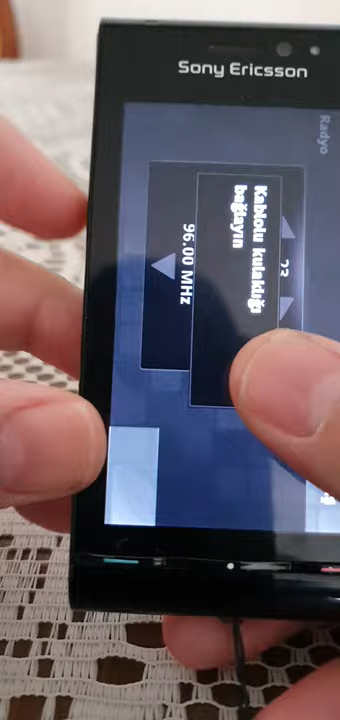 Sony Ericsson
Radyo
Kablolu kulaklığı
bağlayın
96.00 MHz